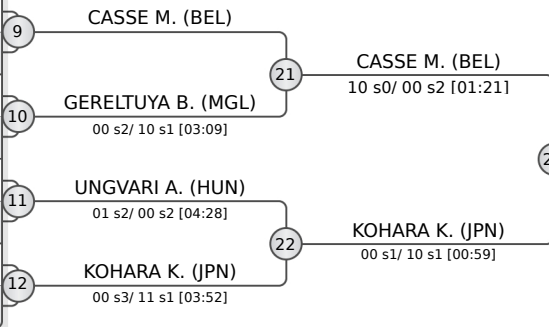 9
CASSE M. (BEL)
21
CASSE M. (BEL)
10 s0/ 00 s2 [01:21]
10
GERELTUYA B. (MGL)
00 s2/ 10 s1 [03:09]
11
UNGVARI A. (HUN)
01 s2/ 00 s2 [04:28]
22
KOHARA K. (JPN)
00 s1/ 10 s1 [00:59]
12
KOHARA K. (JPN)
00 s3/ 11 s1 [03:52]